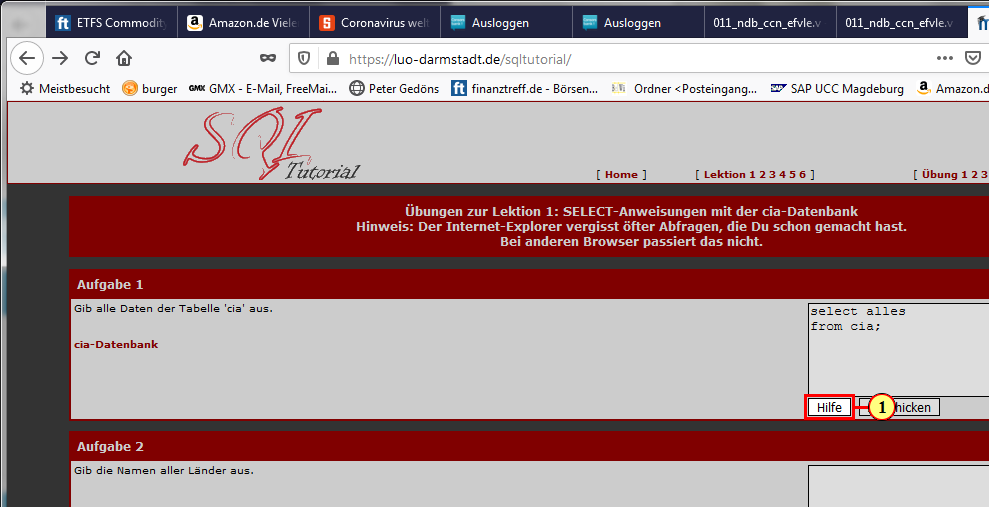 ETFS Commodity
Amazon.de Viele
Coronavirus welt
Ausloggen
Ausloggen
011_ndb_ccn_efvle.v
011_ndb_ccn_efvle.v
https://luo-darmstadt.de/sqltutorial/
Meistbesucht
burger
GMX - E-Mail, FreeMai...
Peter Gedöns
finanztreff.de - Börsen...
Ordner <Posteingang...
SAP UCC Magdeburg
Amazon.d
SQL
Tutorial
[ Home ]
[ Lektion 1 2 3 4 5 6 ]
[ Übung 1 2 3
Übungen zur Lektion 1: SELECT-Anweisungen mit der cia-Datenbank
Hinweis: Der Internet-Explorer vergisst öfter Abfragen, die Du schon gemacht hast.
Bei anderen Browser passiert das nicht.
Aufgabe 1
Gib alle Daten der Tabelle 'cia' aus.
select alles
from cia;
cia-Datenbank
Hilfe
1
hicken
Aufgabe 2
Gib die Namen aller Länder aus.